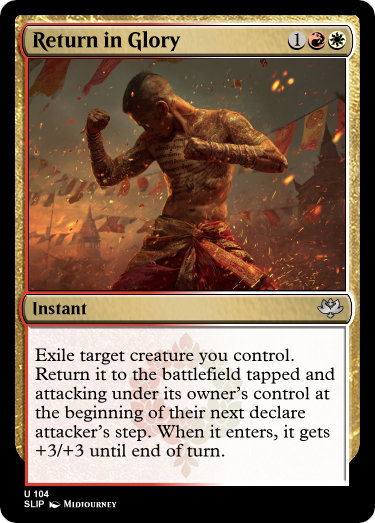 Return in Glory
1
Instant
Exile target creature you control.
Return it to the battlefield tapped and
attacking under its owner's control at
the beginning of their next declare
attacker's step. When it enters, it gets
+3/+3 until end of turn.
U 104
SLIP Midjourney